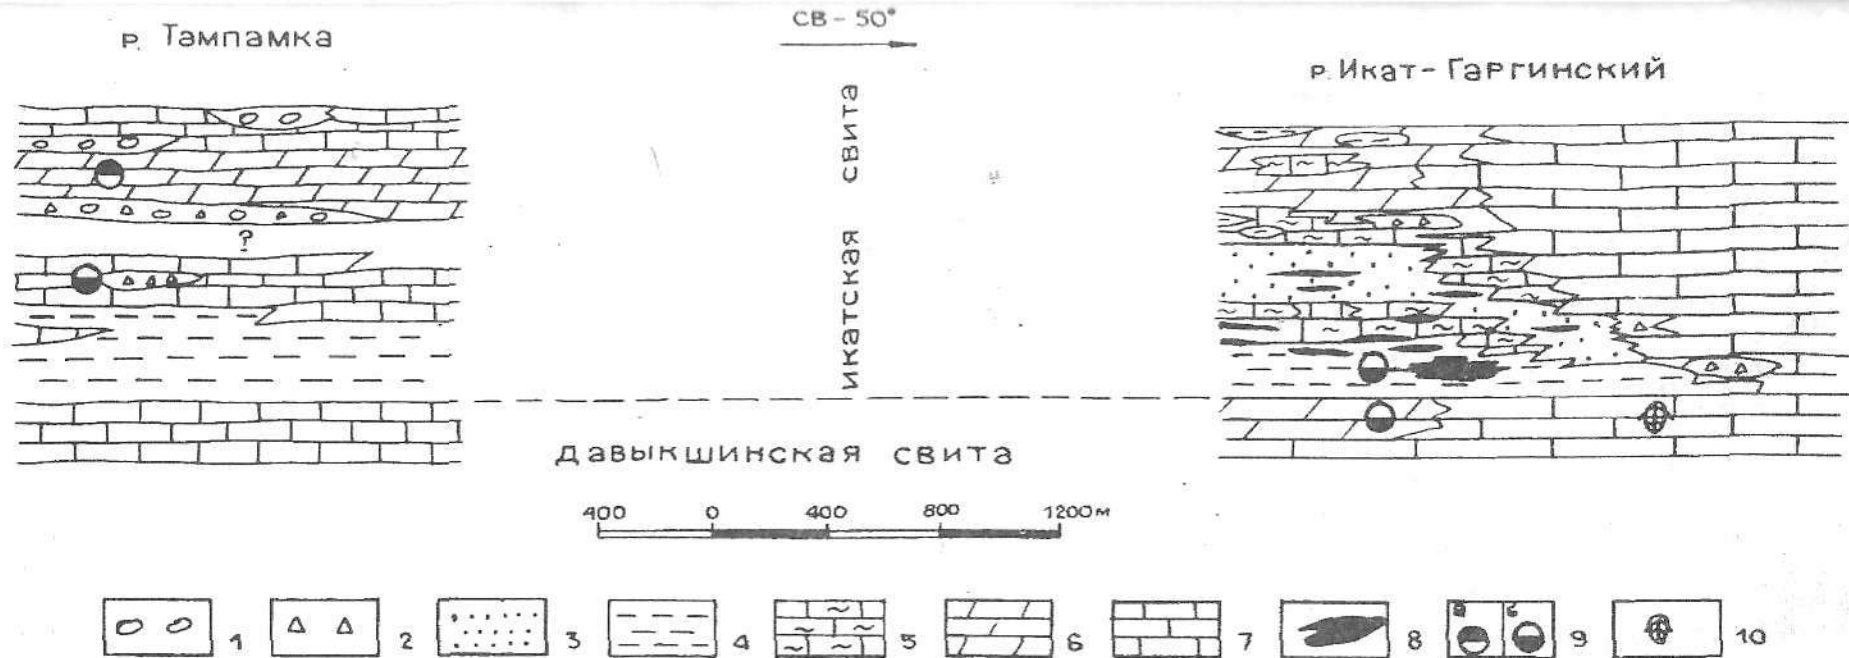 р. Тампамка
СВ - 50°
р. Икат-Гаргинский
икатская свита
?
давыкшинская свита
400 0 400 800 1200м
1 2 3 4 5 6 7 8 9 10